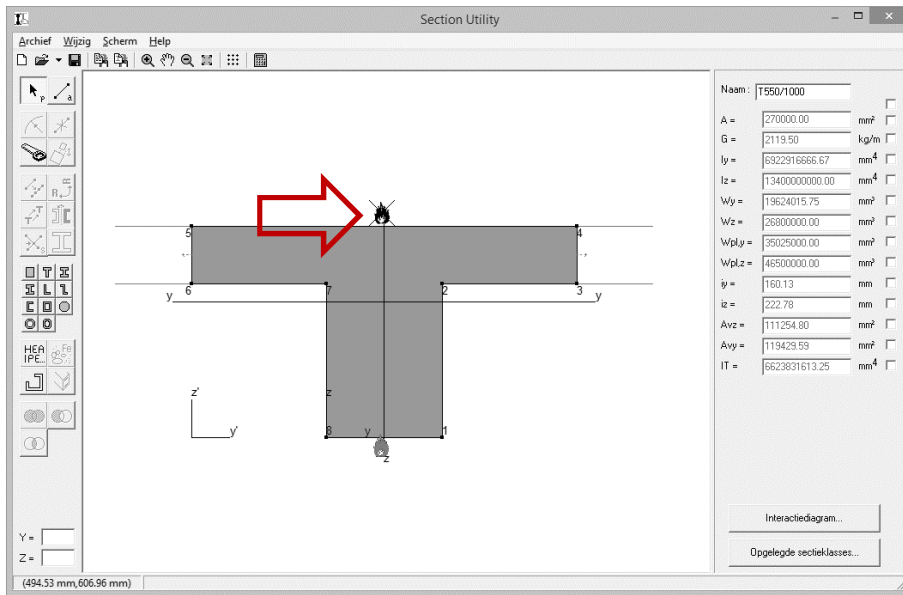 Section Utility
Archief Wijzig Scherm Help
Naam : T550/1000
A = 270000.00 mm²
G = 2119.50 kg/m
Iy = 6922916666.67 mm4
Iz = 13400000000.00 mm4
Wy = 19624015.75 mm³
Wz = 26800000.00 mm³
Wpl,y = 35025000.00 mm³
Wpl,z = 46500000.00 mm³
iy = 160.13 mm
iz = 222.78 mm
Avz = 111254.80 mm²
Avy = 119429.59 mm²
IT = 6623831613.25 mm4
5 4
6 7 2 3
y y
z' z
y' 8 y 1
z
HEA
IPE...
Fe
Y =
Z =
Interactiediagram...
Opgelegde sectieklasses...
(494.53 mm,606.96 mm)